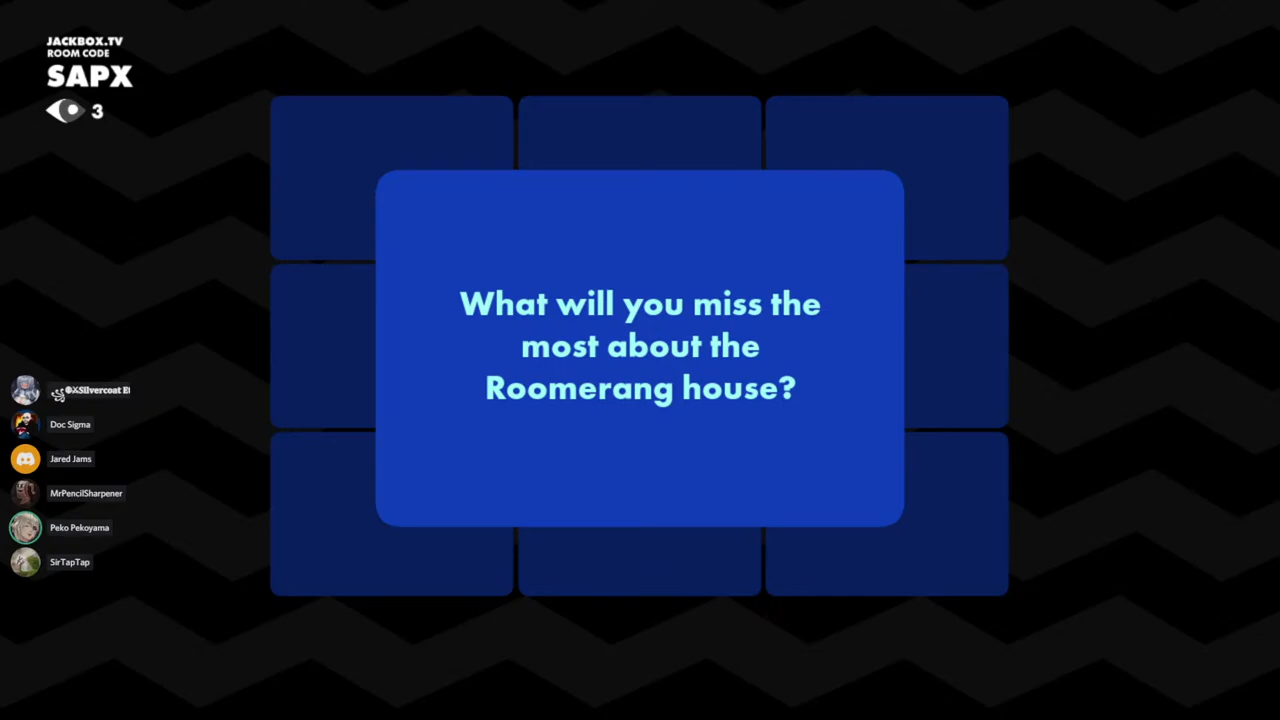 JACKBOX.TV
ROOM CODE
SAPX
3
What will you miss the
most about the
Roomerang house?
Silvercoat
Doc Sigma
Jared Jams
MrPencilSharpener
Peko Pekoyama
SirTapTap